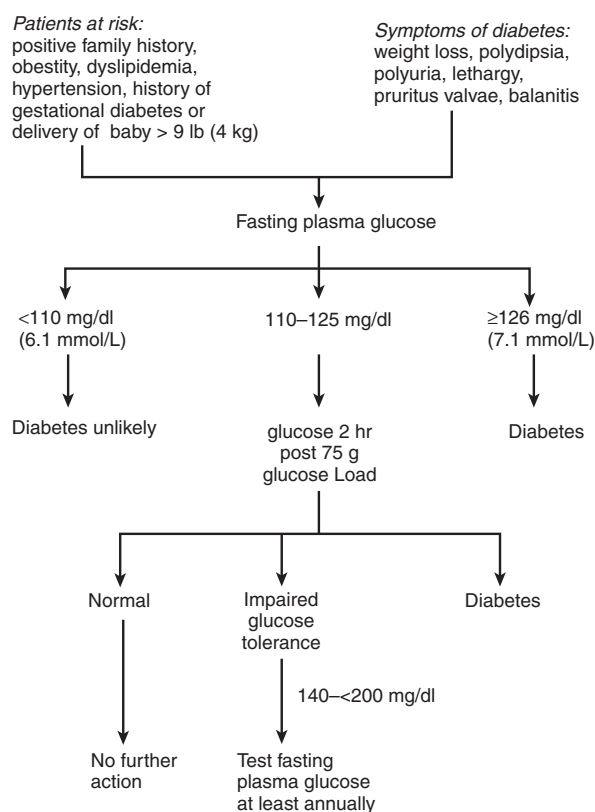 Patients at risk:
positive family history,
obestity, dyslipidemia,
hypertension, history of
gestational diabetes or
delivery of baby > 9 lb (4 kg)
Symptoms of diabetes:
weight loss, polydipsia,
polyuria, lethargy,
pruritus valvae, balanitis
Fasting plasma glucose
<110 mg/dl
(6.1 mmol/L)
110–125 mg/dl
≥126 mg/dl
(7.1 mmol/L)
Diabetes unlikely
glucose 2 hr
post 75 g
glucose Load
Diabetes
Normal
Impaired
glucose
tolerance
Diabetes
140–<200 mg/dl
No further
action
Test fasting
plasma glucose
at least annually